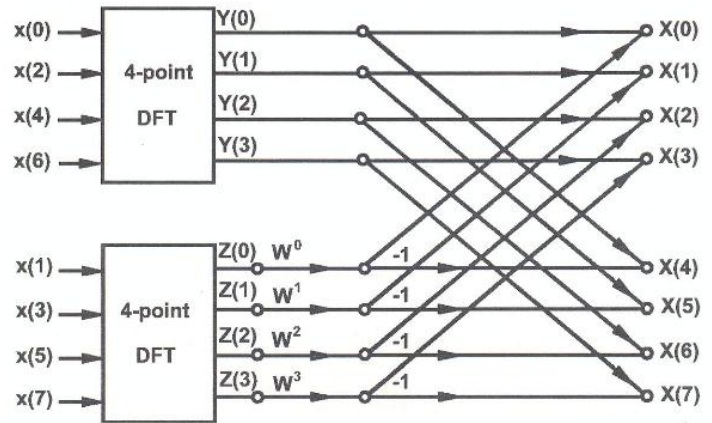 x(0) Y(0) X(0)
x(2) 4-point Y(1) X(1)
x(4) DFT Y(2) X(2)
x(6) Y(3) X(3)
x(1) Z(0) W⁰ -1 X(4)
x(3) 4-point Z(1) W¹ -1 X(5)
x(5) DFT Z(2) W² -1 X(6)
x(7) Z(3) W³ -1 X(7)